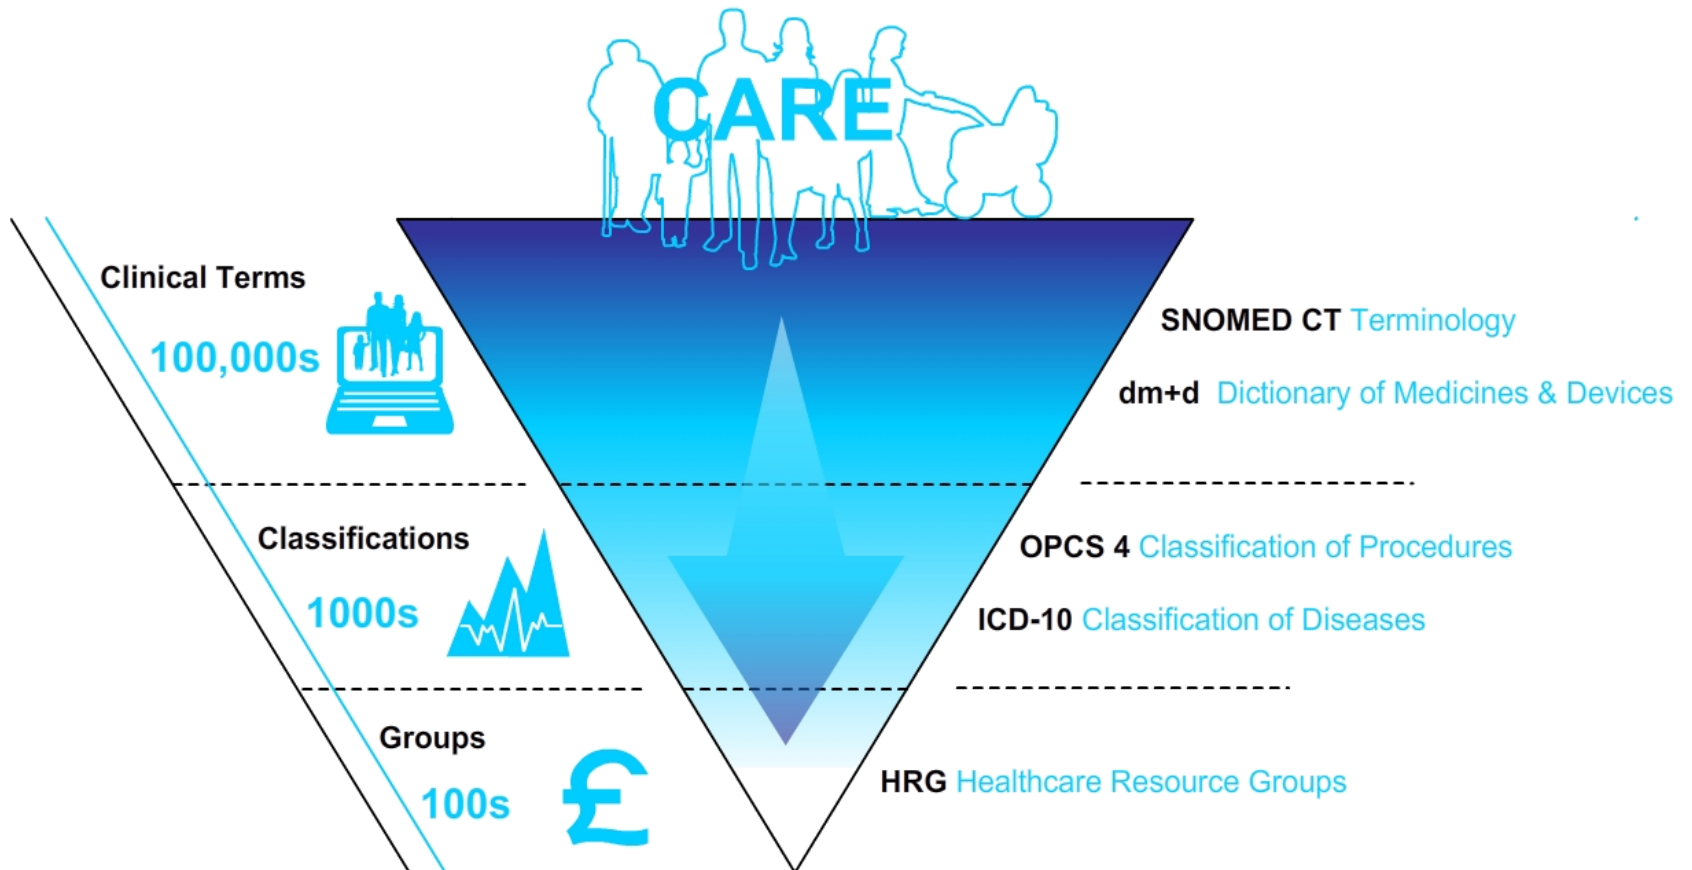 CARE
Clinical Terms
100,000s
SNOMED CT Terminology
dm+d Dictionary of Medicines & Devices
Classifications
1000s
OPCS 4 Classification of Procedures
ICD-10 Classification of Diseases
Groups
100s
£
HRG Healthcare Resource Groups